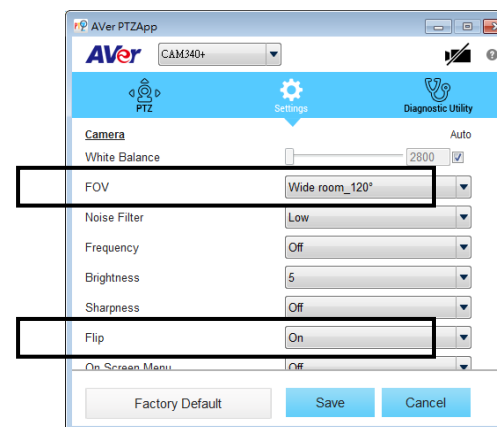 AVer PTZApp
AVer CAM340+
PTZ Settings Diagnostic Utility
Camera Auto
White Balance 2800
FOV Wide room_120°
Noise Filter Low
Frequency Off
Brightness 5
Sharpness Off
Flip On
On Screen Menu Off
Factory Default Save Cancel